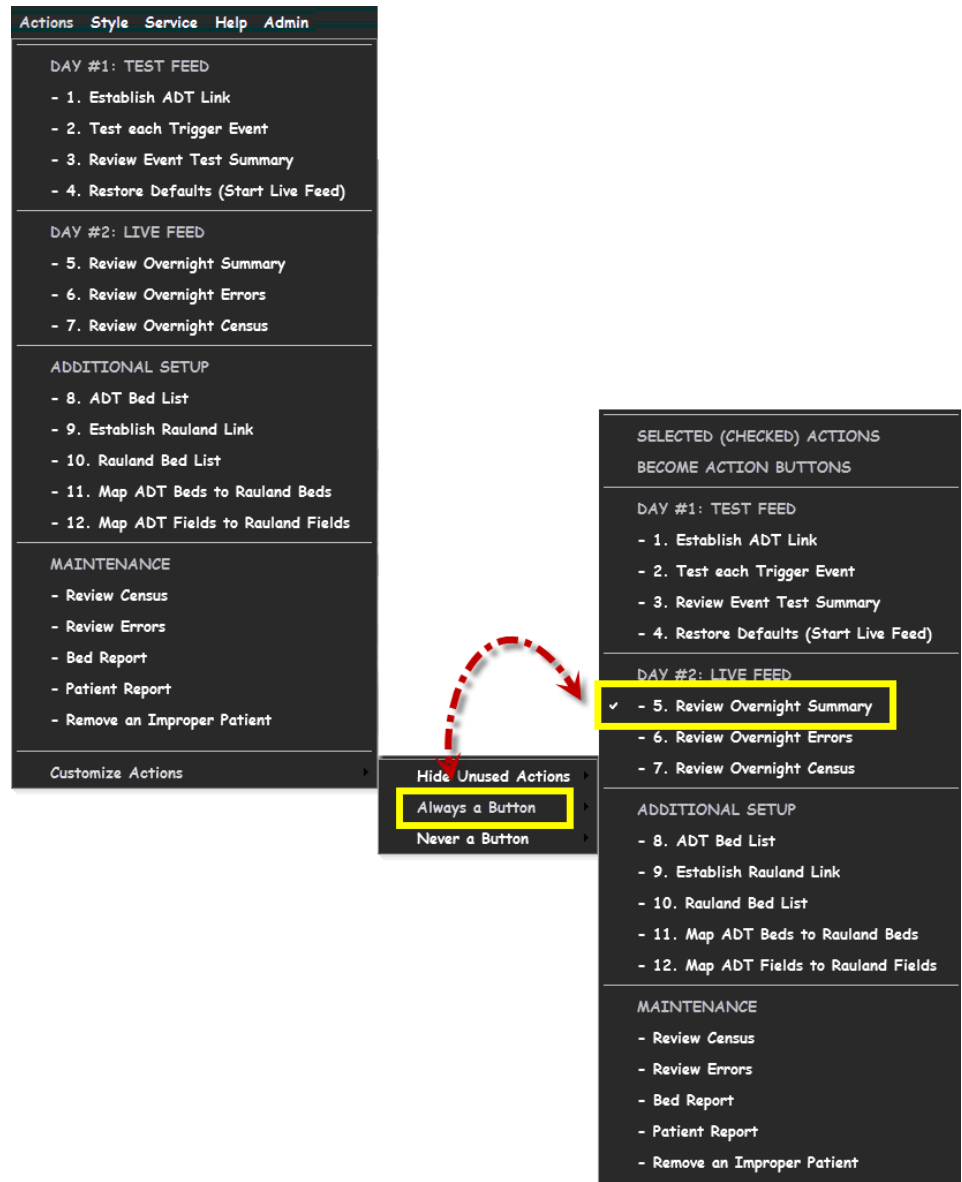 Actions Style Service Help Admin
DAY #1: TEST FEED
- 1. Establish ADT Link
- 2. Test each Trigger Event
- 3. Review Event Test Summary
- 4. Restore Defaults (Start Live Feed)
DAY #2: LIVE FEED
- 5. Review Overnight Summary
- 6. Review Overnight Errors
- 7. Review Overnight Census
ADDITIONAL SETUP
- 8. ADT Bed List
- 9. Establish Rauland Link
- 10. Rauland Bed List
- 11. Map ADT Beds to Rauland Beds
- 12. Map ADT Fields to Rauland Fields
MAINTENANCE
- Review Census
- Review Errors
- Bed Report
- Patient Report
- Remove an Improper Patient
Customize Actions
Hide Unused Actions
Always a Button
Never a Button
SELECTED (CHECKED) ACTIONS
BECOME ACTION BUTTONS
DAY #1: TEST FEED
- 1. Establish ADT Link
- 2. Test each Trigger Event
- 3. Review Event Test Summary
- 4. Restore Defaults (Start Live Feed)
DAY #2: LIVE FEED
✓ - 5. Review Overnight Summary
- 6. Review Overnight Errors
- 7. Review Overnight Census
ADDITIONAL SETUP
- 8. ADT Bed List
- 9. Establish Rauland Link
- 10. Rauland Bed List
- 11. Map ADT Beds to Rauland Beds
- 12. Map ADT Fields to Rauland Fields
MAINTENANCE
- Review Census
- Review Errors
- Bed Report
- Patient Report
- Remove an Improper Patient